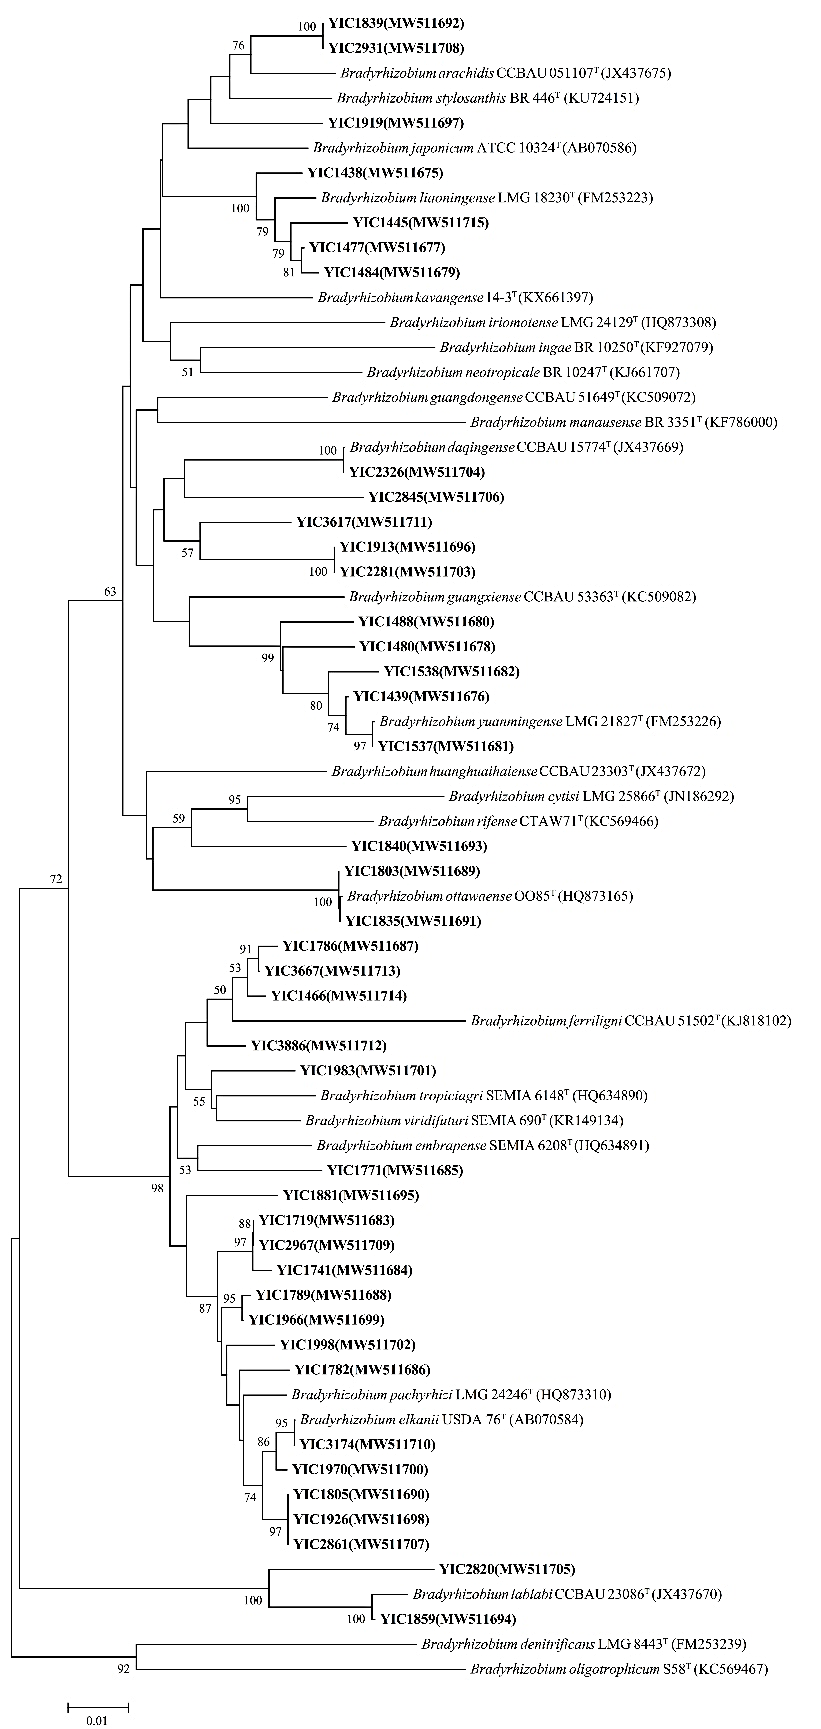 100
YIC1839(MW511692)
YIC2931(MW511708)
76
Bradyrhizobium arachidis CCBAU 051107T (JX437675)
Bradyrhizobium stylosanthis BR 446T (KU724151)
YIC1919(MW511697)
Bradyrhizobium japonicum ATCC 10324T (AB070586)
YIC1438(MW511675)
100
Bradyrhizobium liaoningense LMG 18230T (FM253223)
79
YIC1445(MW511715)
79
YIC1477(MW511677)
81
YIC1484(MW511679)
Bradyrhizobium kavangense 14-3T (KX661397)
Bradyrhizobium iriomotense LMG 24129T (HQ873308)
Bradyrhizobium ingae BR 10250T (KF927079)
51
Bradyrhizobium neotropicale BR 10247T (KJ661707)
Bradyrhizobium guangdongense CCBAU 51649T (KC509072)
Bradyrhizobium manausense BR 3351T (KF786000)
100
Bradyrhizobium daqingense CCBAU 15774T (JX437669)
YIC2326(MW511704)
YIC2845(MW511706)
YIC3617(MW511711)
57
YIC1913(MW511696)
100
YIC2281(MW511703)
63
Bradyrhizobium guangxiense CCBAU 53363T (KC509082)
YIC1488(MW511680)
99
YIC1480(MW511678)
YIC1538(MW511682)
80
YIC1439(MW511676)
74
Bradyrhizobium yuanmingense LMG 21827T (FM253226)
97
YIC1537(MW511681)
Bradyrhizobium huanghuaihaiense CCBAU 23303T (JX437672)
95
Bradyrhizobium cytisi LMG 25866T (JN186292)
59
Bradyrhizobium rifense CTAW71T (KC569466)
YIC1840(MW511693)
YIC1803(MW511689)
72
100
Bradyrhizobium ottawaense OO85T (HQ873165)
YIC1835(MW511691)
91
YIC1786(MW511687)
53
YIC3667(MW511713)
50
YIC1466(MW511714)
Bradyrhizobium ferriligni CCBAU 51502T (KJ818102)
YIC3886(MW511712)
YIC1983(MW511701)
55
Bradyrhizobium tropiciagri SEMIA 6148T (HQ634890)
Bradyrhizobium viridifuturi SEMIA 690T (KR149134)
Bradyrhizobium embrapense SEMIA 6208T (HQ634891)
53
YIC1771(MW511685)
98
YIC1881(MW511695)
88
YIC1719(MW511683)
97
YIC2967(MW511709)
YIC1741(MW511684)
95
YIC1789(MW511688)
87
YIC1966(MW511699)
YIC1998(MW511702)
YIC1782(MW511686)
Bradyrhizobium pachyrhizi LMG 24246T (HQ873310)
95
Bradyrhizobium elkanii USDA 76T (AB070584)
86
YIC3174(MW511710)
YIC1970(MW511700)
74
YIC1805(MW511690)
YIC1926(MW511698)
97
YIC2861(MW511707)
YIC2820(MW511705)
100
Bradyrhizobium lablabi CCBAU 23086T (JX437670)
100
YIC1859(MW511694)
Bradyrhizobium denitrificans LMG 8443T (FM253239)
92
Bradyrhizobium oligotrophicum S58T (KC569467)
0.01